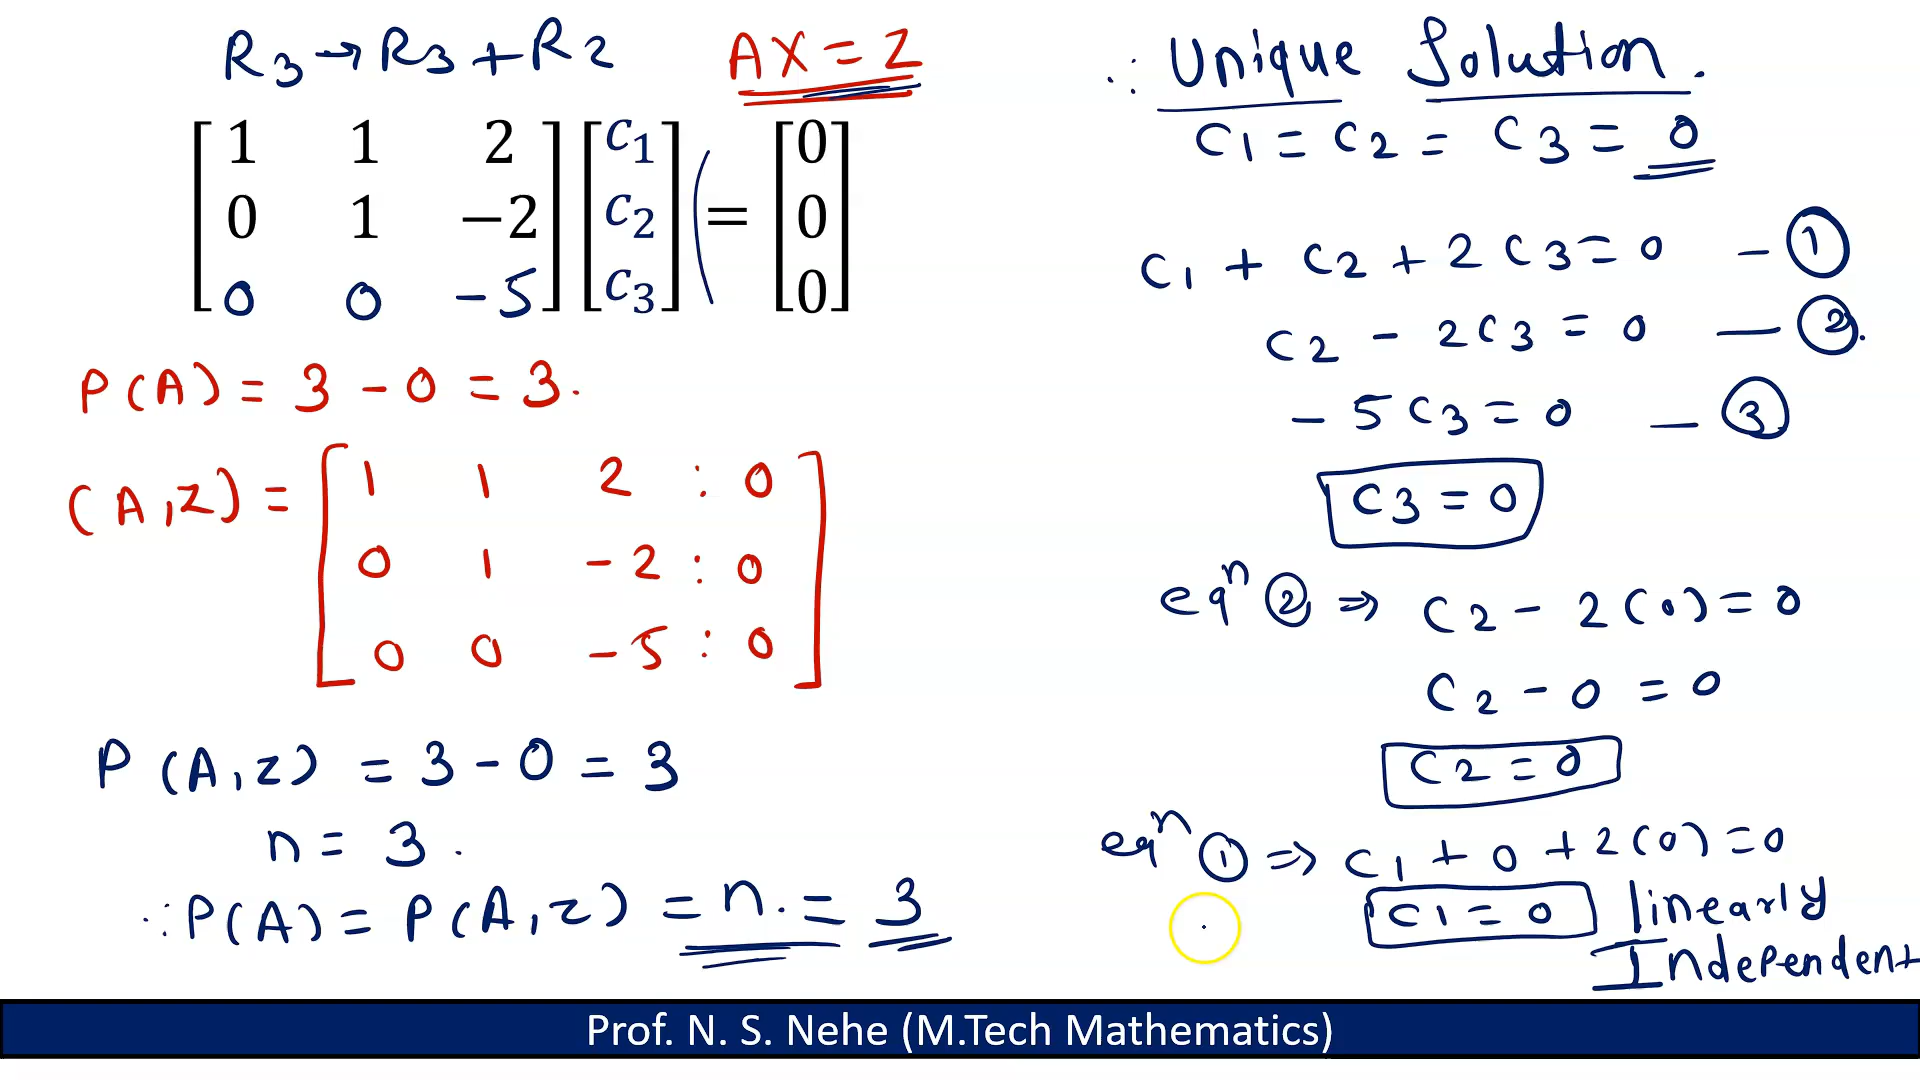 R3 → R3 + R2
AX = Z
[1 1 2] [c₁] = [0]
[0 1 −2] [c₂] [0]
[0 0 -5] [c₃] [0]
P(A) = 3 - 0 = 3.
(A,z) = [1 1 2 : 0]
[0 1 -2 : 0]
[0 0 -5 : 0]
P(A,z) = 3 - 0 = 3
n = 3.
∵ P(A) = P(A,z) = n. = 3
∴ Unique Solution.
C1 = C2 = C3 = 0
C1 + C2 + 2C3 = 0 — ①
C2 - 2C3 = 0 — ②.
-5C3 = 0 — ③
C3 = 0
eqⁿ ② ⇒ C2 - 2(0) = 0
C2 - 0 = 0
C2 = 0
eqⁿ ① ⇒ C1 + 0 + 2(0) = 0
C1 = 0 linearly
Independent
Prof. N. S. Nehe (M.Tech Mathematics)